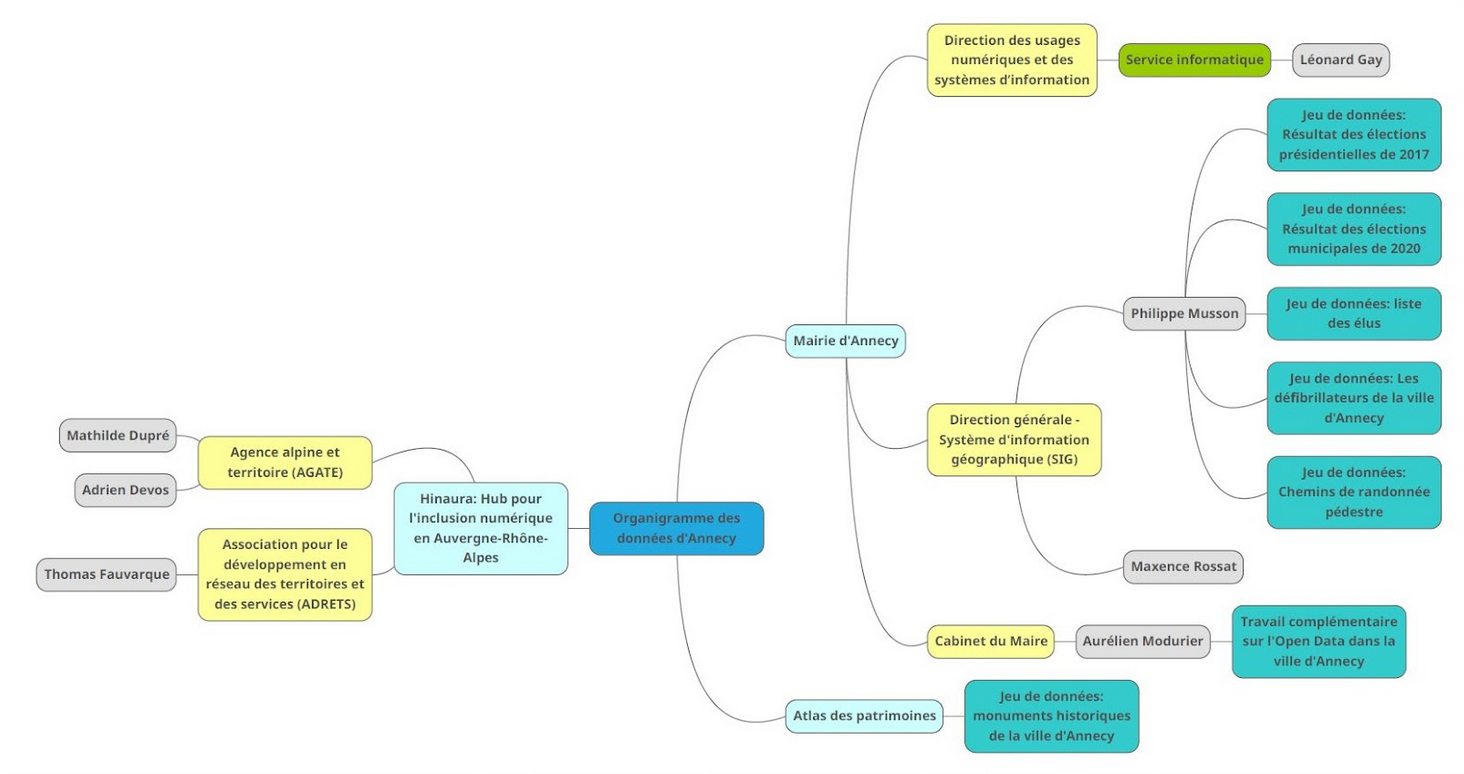 Direction des usages
numériques et des
systèmes d'information
Service informatique
Léonard Gay
Jeu de données:
Résultat des élections
présidentielles de 2017
Jeu de données:
Résultat des élections
municipales de 2020
Philippe Musson
Jeu de données: liste
des élus
Mairie d'Annecy
Jeu de données: Les
défibrillateurs de la ville
d'Annecy
Direction générale -
Système d'information
géographique (SIG)
Jeu de données:
Chemins de randonnée
pédestre
Maxence Rossat
Cabinet du Maire
Aurélien Modurier
Travail complémentaire
sur l'Open Data dans la
ville d'Annecy
Atlas des patrimoines
Jeu de données:
monuments historiques
de la ville d'Annecy
Organigramme des
données d'Annecy
Hinaura: Hub pour
l'inclusion numérique
en Auvergne-Rhône-
Alpes
Agence alpine et
territoire (AGATE)
Mathilde Dupré
Adrien Devos
Association pour le
développement en
réseau des territoires et
des services (ADRETS)
Thomas Fauvarque